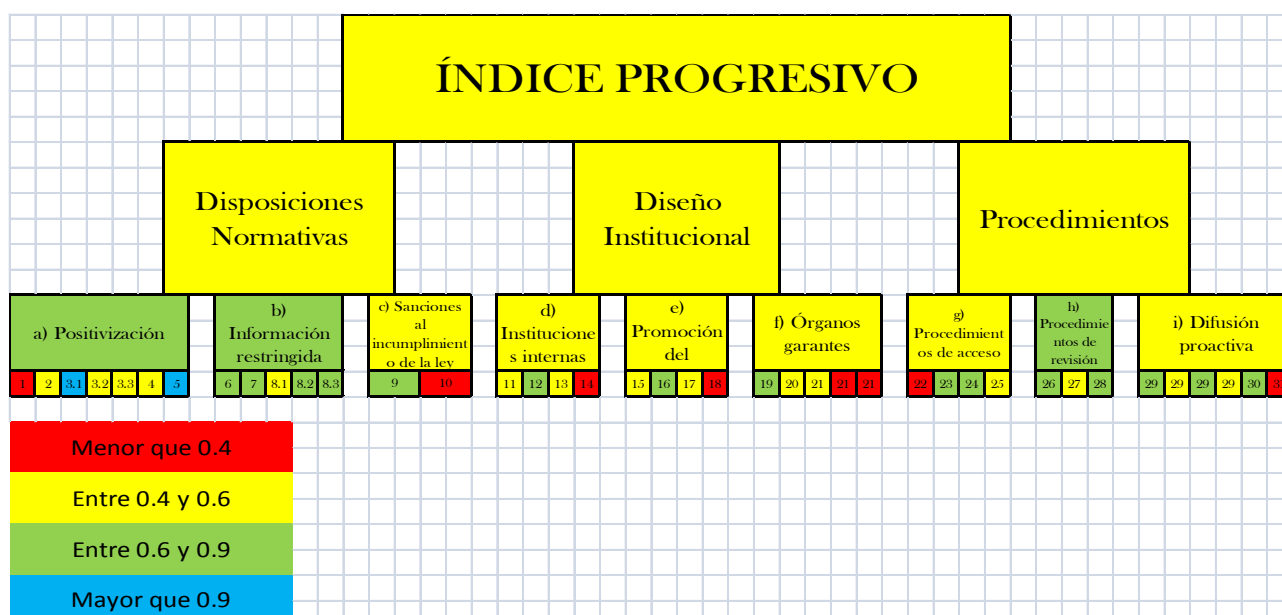 ÍNDICE PROGRESIVO
Disposiciones
Normativas
Diseño
Institucional
Procedimientos
a) Positivización
b)
Información
restringida
c) Sanciones
al
incumplimient
o de la ley
d)
Institucione
s internas
e)
Promoción
del
f) Órganos
garantes
g)
Procedimient
os de acceso
h)
Procedimie
ntos de
revisión
i) Difusión
proactiva
1 2 3.1 3.2 3.3 4 5 6 7 8.1 8.2 8.3 9 10 11 12 13 14 15 16 17 18 19 20 21 21 21 22 23 24 25 26 27 28 29 29 29 29 30 31
Menor que 0.4
Entre 0.4 y 0.6
Entre 0.6 y 0.9
Mayor que 0.9